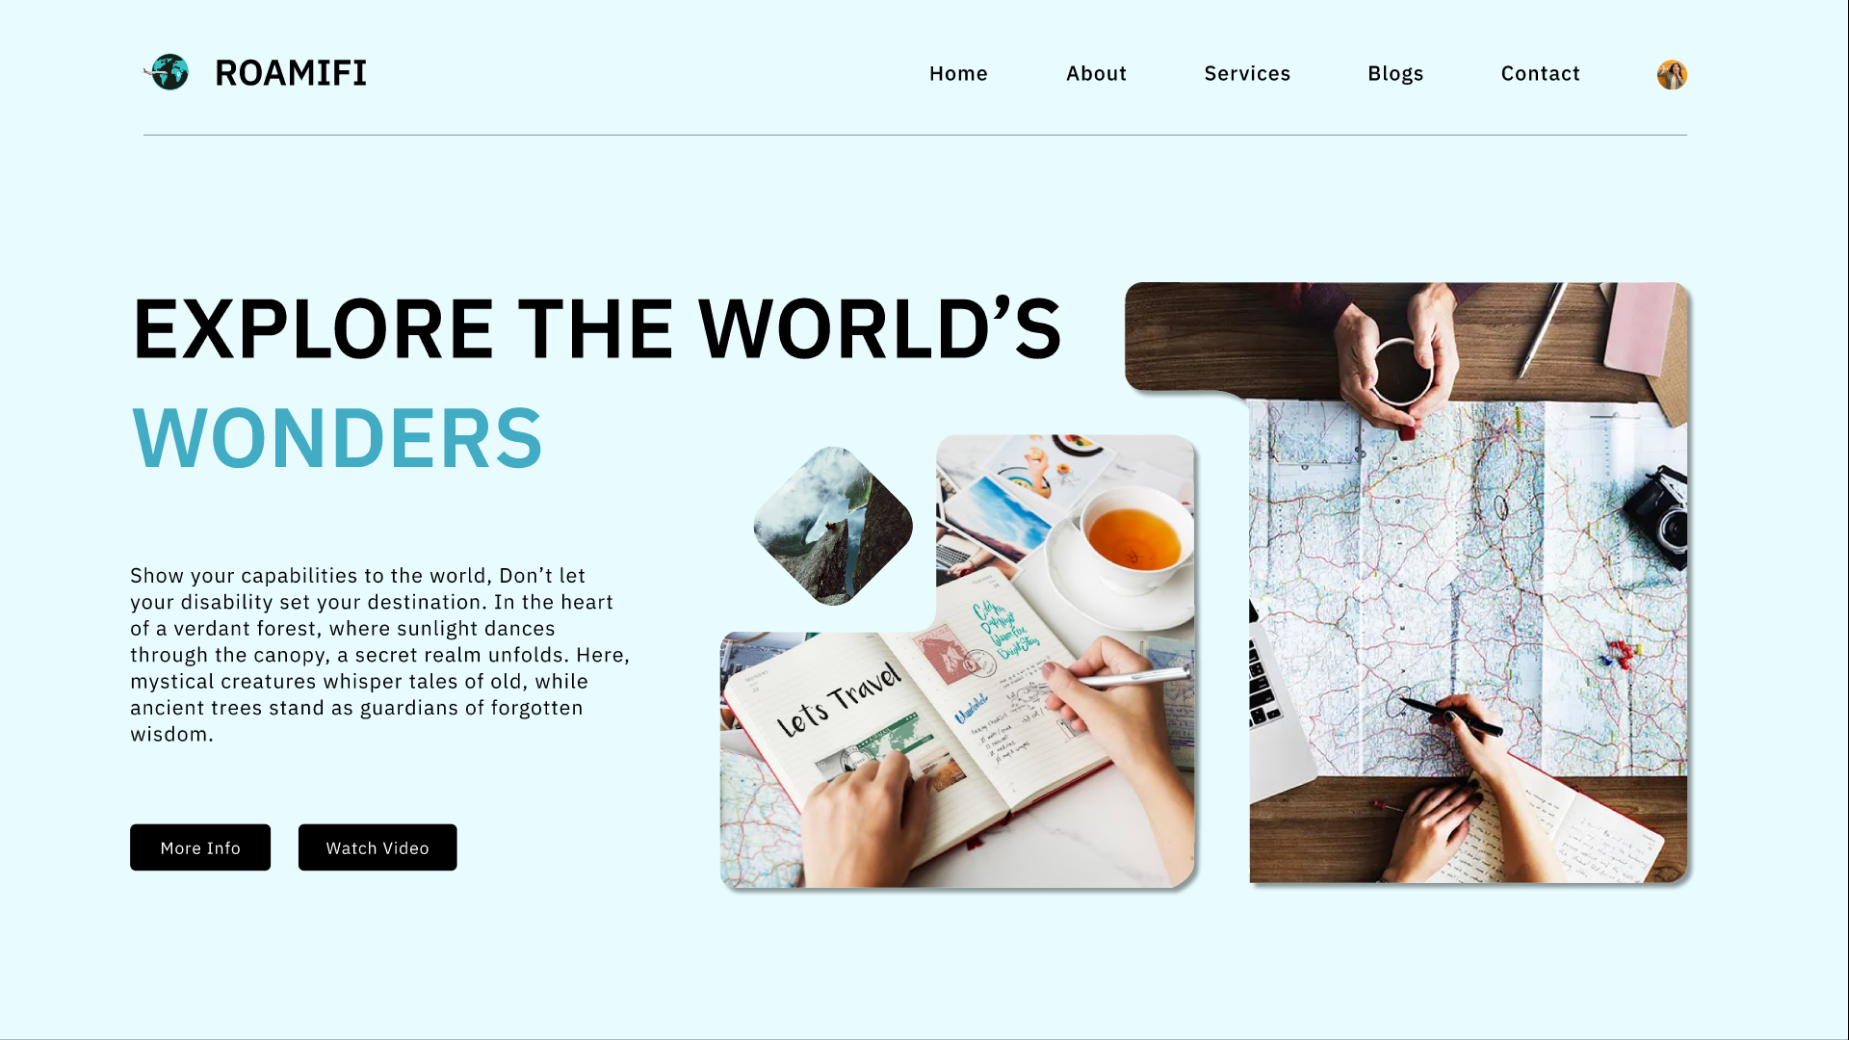 ROAMIFI
Home
About
Services
Blogs
Contact
EXPLORE THE WORLD’S
WONDERS
Show your capabilities to the world, Don’t let
your disability set your destination. In the heart
of a verdant forest, where sunlight dances
through the canopy, a secret realm unfolds. Here,
mystical creatures whisper tales of old, while
ancient trees stand as guardians of forgotten
wisdom.
More Info
Watch Video
Let's Travel
Wanderlust